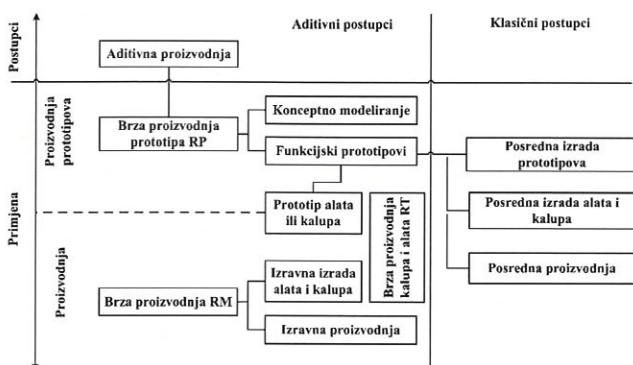 Aditivni postupci
Klasični postupci
Postupci
Aditivna proizvodnja
Primjena
Proizvodnja
prototipova
Brza proizvodnja
prototipa RP
Konceptno modeliranje
Funkcijski prototipovi
Posredna izrada
prototipova
Prototip alata
ili kalupa
Brza proizvodnja
kalupa i alata RT
Posredna izrada alata i
kalupa
Posredna proizvodnja
Proizvodnja
Brza proizvodnja RM
Izravna izrada
alata i kalupa
Izravna proizvodnja